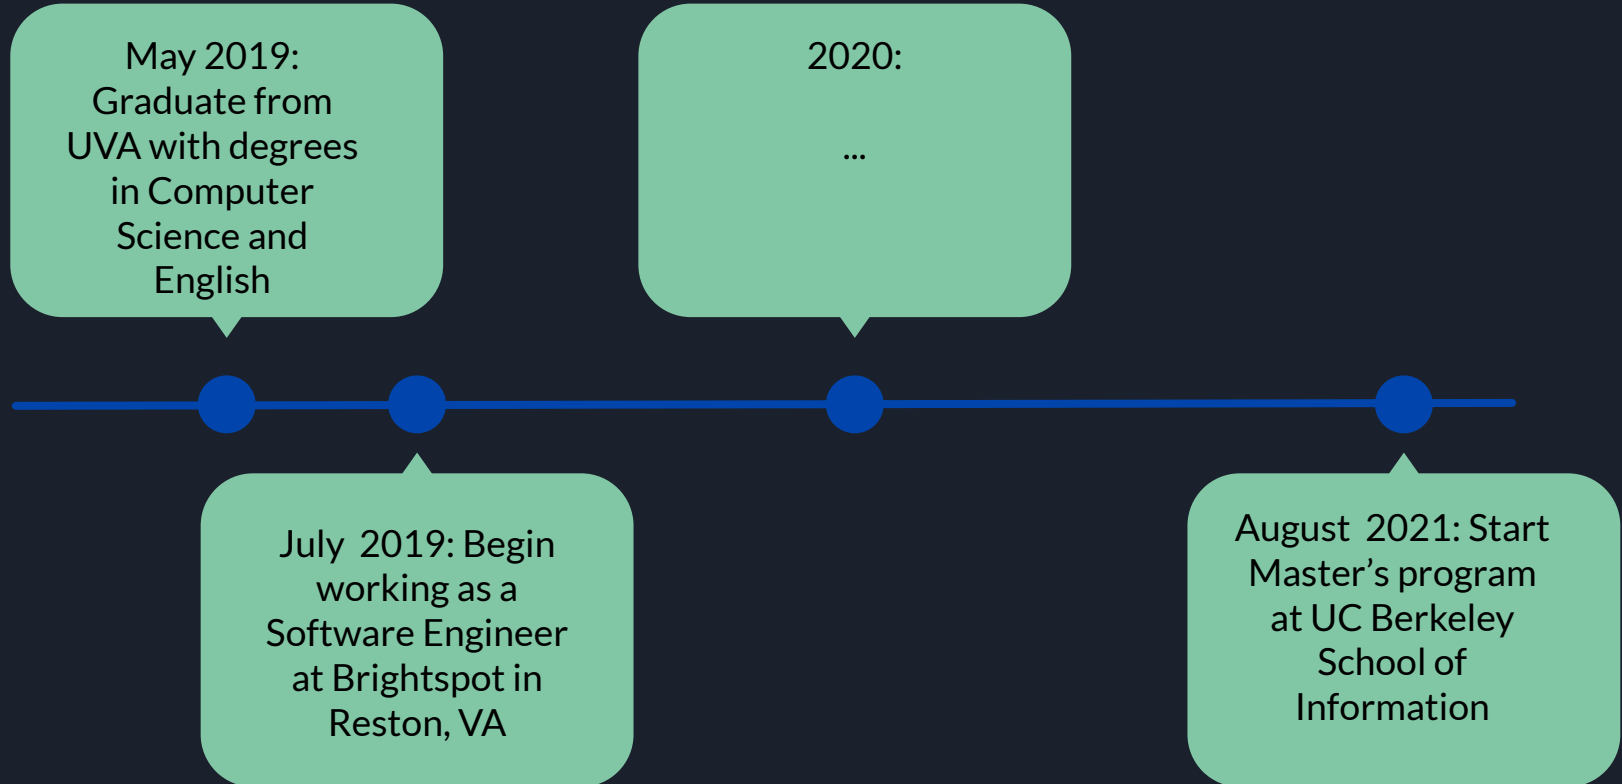 May 2019:
Graduate from
UVA with degrees
in Computer
Science and
English
July  2019: Begin
working as a
Software Engineer
at Brightspot in
Reston, VA
2020:
...
August  2021: Start
Master’s program
at UC Berkeley
School of
Information